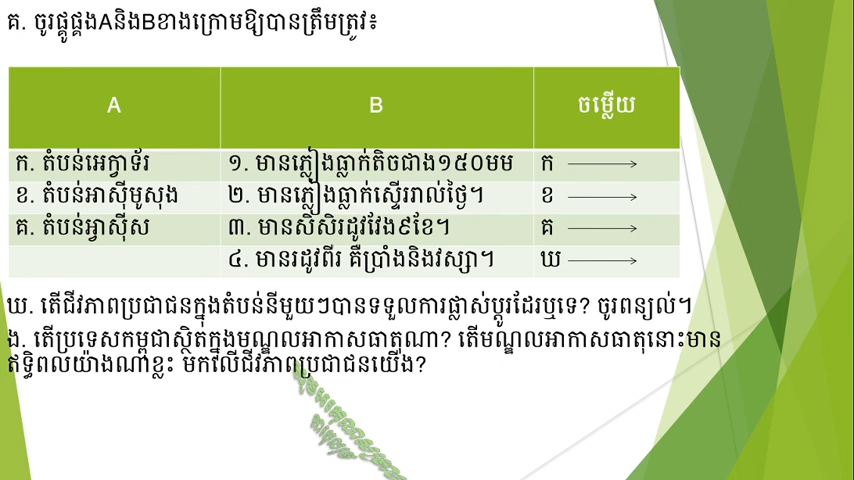 គ. ចូរផ្គូផ្គងAនិងBខាងក្រោមឱ្យបានត្រឹមត្រូវ៖
A B ចម្លើយ
ក. តំបន់អេក្វាទ័រ ១. មានភ្លៀងធ្លាក់តិចជាង១៥០មម ក
ខ. តំបន់អាស៊ីមូសុង ២. មានភ្លៀងធ្លាក់ស្ទើររាល់ថ្ងៃ។ ខ
គ. តំបន់អ្វាស៊ីស ៣. មានសិសិរដូវវែង៩ខែ។ គ
៤. មានរដូវពីរ គឺប្រាំងនិងវស្សា។ ឃ
ឃ. តើជីវភាពប្រជាជនក្នុងតំបន់នីមួយៗបានទទួលការផ្លាស់ប្តូរដែរឬទេ? ចូរពន្យល់។
ង. តើប្រទេសកម្ពុជាស្ថិតក្នុងមណ្ឌលអាកាសធាតុណា? តើមណ្ឌលអាកាសធាតុនោះមាន
ឥទ្ធិពលយ៉ាងណាខ្លះ មកលើជីវភាពប្រជាជនយើង?